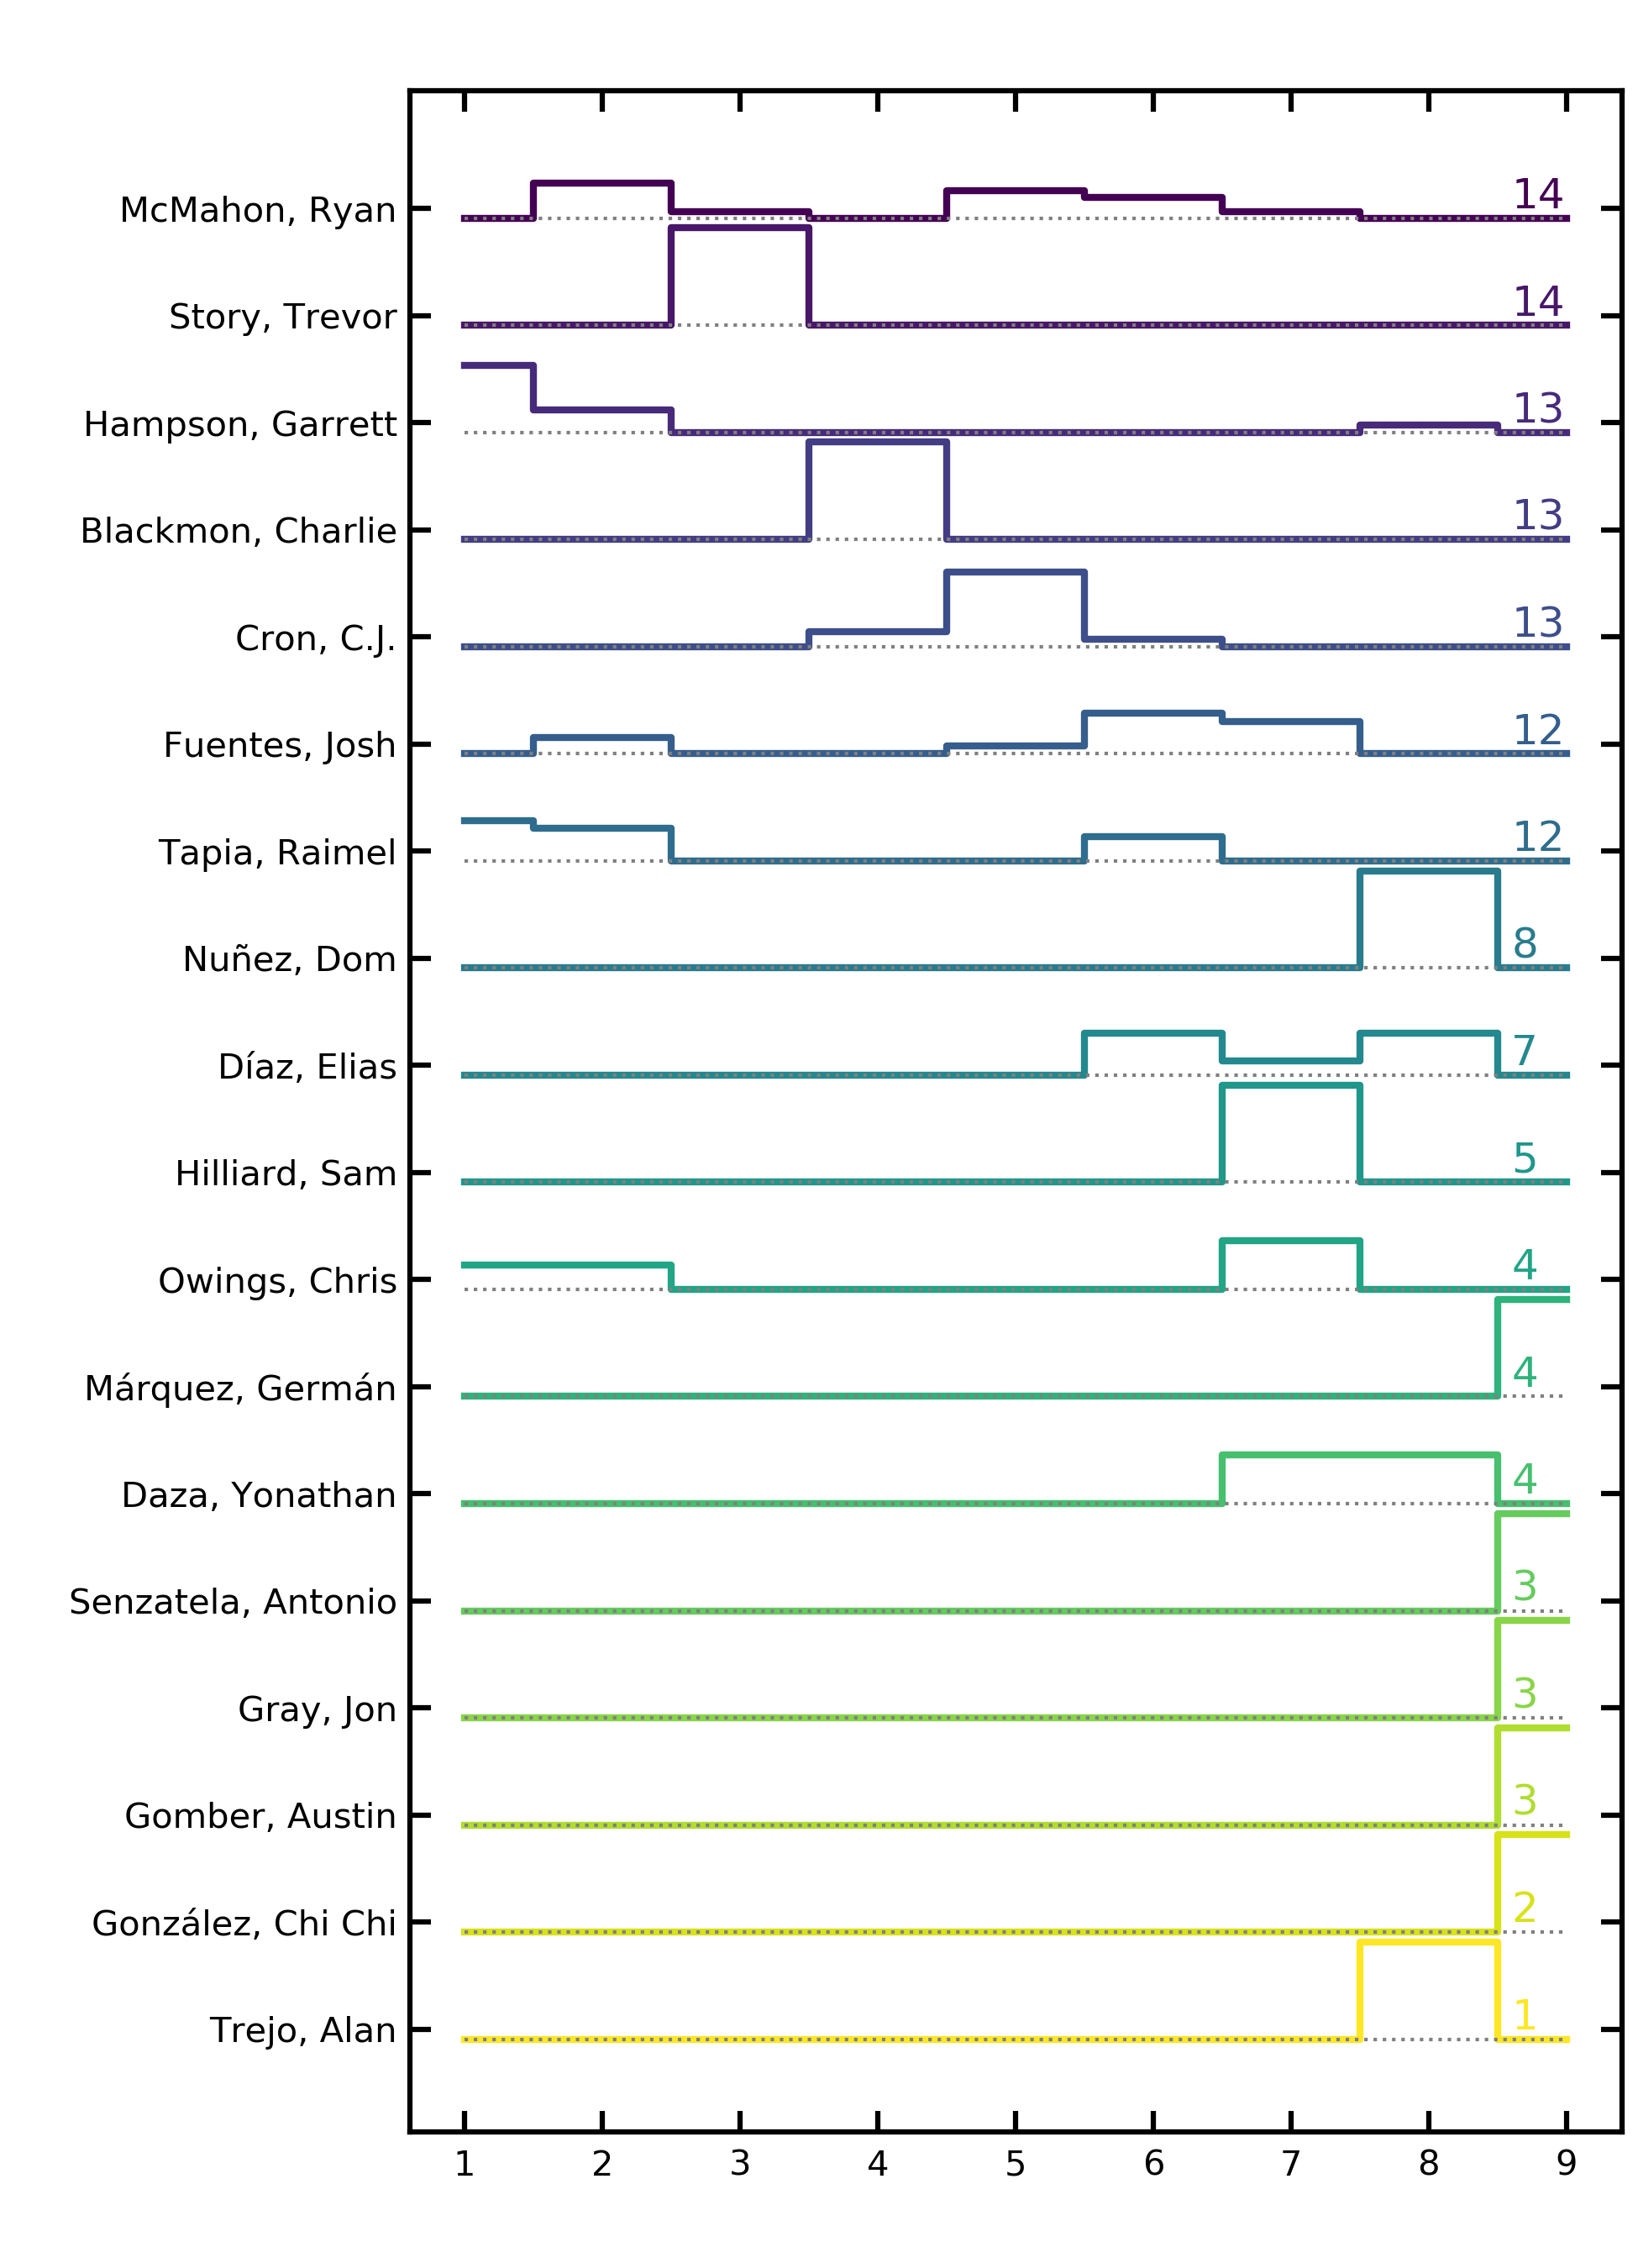 McMahon, Ryan 14
Story, Trevor 14
Hampson, Garrett 13
Blackmon, Charlie 13
Cron, C.J. 13
Fuentes, Josh 12
Tapia, Raimel 12
Nuñez, Dom 8
Díaz, Elias 7
Hilliard, Sam 5
Owings, Chris 4
Márquez, Germán 4
Daza, Yonathan 4
Senzatela, Antonio 3
Gray, Jon 3
Gomber, Austin 3
González, Chi Chi 2
Trejo, Alan 1
1 2 3 4 5 6 7 8 9